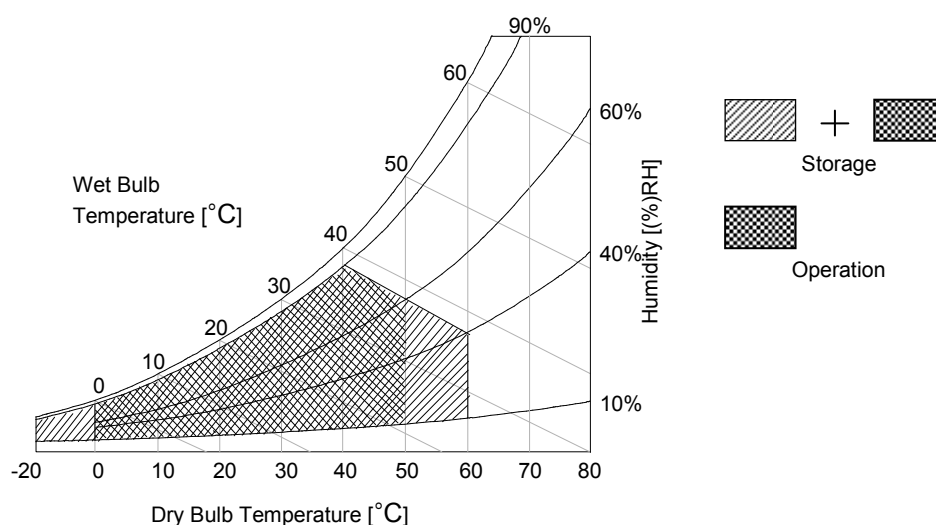 90%
60
60%
50
Wet Bulb
Temperature [°C]
40
40%
30
20
10
0
10%
Humidity [(%)RH]
-20 0 10 20 30 40 50 60 70 80
Dry Bulb Temperature [°C]
+
Storage
Operation